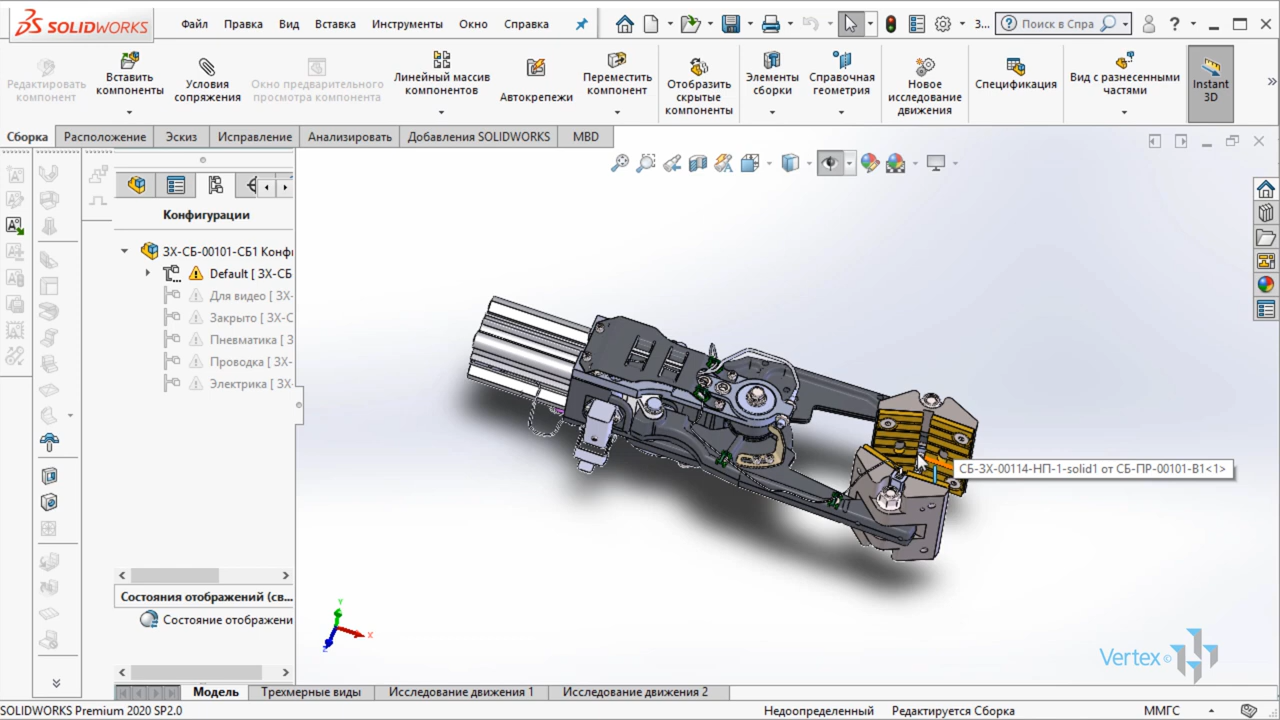 SOLIDWORKS
Файл Правка Вид Вставка Инструменты Окно Справка
З... Поиск в Спра
Редактировать компонент
Вставить компоненты
Условия сопряжения
Окно предварительного просмотра компонента
Линейный массив компонентов
Автокрепежи
Переместить компонент
Отобразить скрытые компоненты
Элементы сборки
Справочная геометрия
Новое исследование движения
Спецификация
Вид с разнесенными частями
Instant 3D
Сборка Расположение Эскиз Исправление Анализировать Добавления SOLIDWORKS MBD
Конфигурации
ЗХ-СБ-00101-СБ1 Конфи
Default [ ЗХ-СБ
Для видео [ ЗХ-
Закрыто [ ЗХ-С
Пневматика [ З
Проводка [ ЗХ-
Электрика [ ЗХ-
СБ-ЗХ-00114-НП-1-solid1 от СБ-ПР-00101-В1<1>
Состояния отображений (св...
Состояние отображени
Y
X
Z
Vertex©
Модель Трехмерные виды Исследование движения 1 Исследование движения 2
SOLIDWORKS Premium 2020 SP2.0 Недоопределенный Редактируется Сборка ММГС